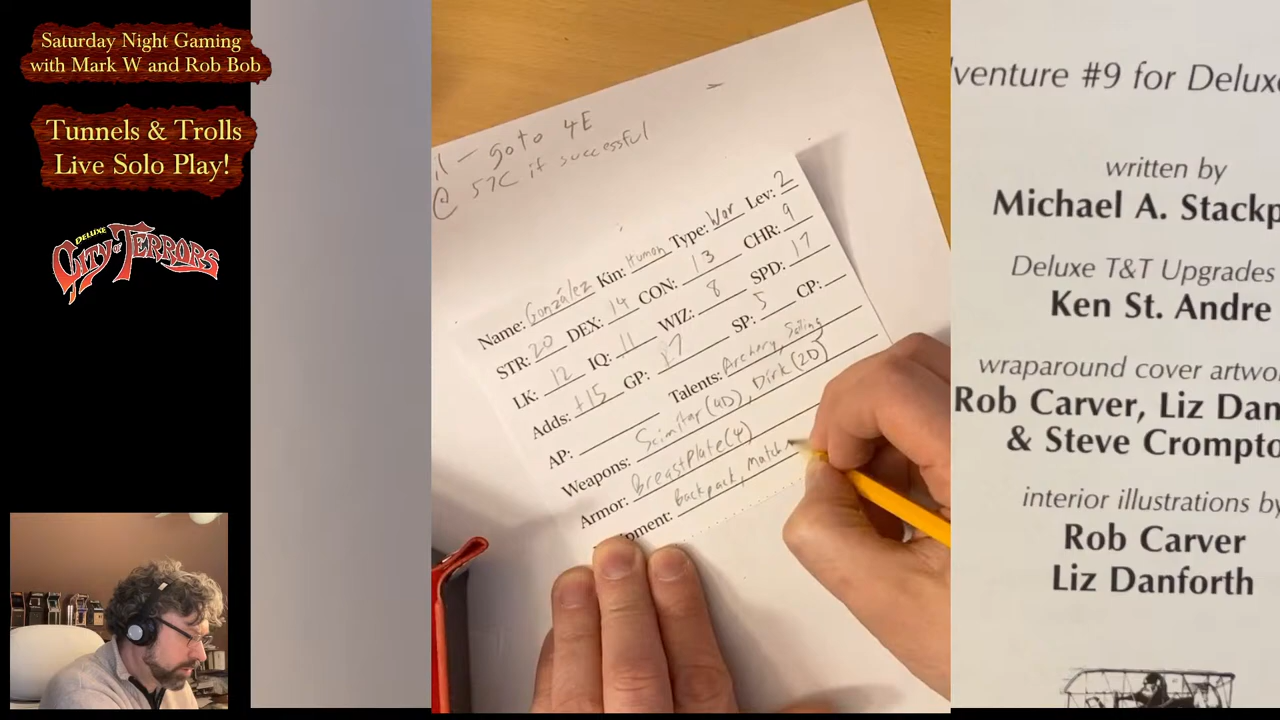 Saturday Night Gaming
with Mark W and Rob Bob
Tunnels & Trolls
Live Solo Play!
DELUXE
CITY OF TERRORS
- goto 4E
@ 57C if successful
Name: González Kin: Human Type: War Lev: 2
STR: 20 DEX: 14 CON: 13 CHR: 9
LK: 12 IQ: 11 WIZ: 8 SPD: 17
Adds: +15 GP: 17 SP: 5 CP:
AP: Talents: Archery,
Weapons: Scimitar (4D), Dirk (2D)
Armor: Breastplate (4)
pment: Backpack, match
venture #9 for Delux
written by
Michael A. Stackp
Deluxe T&T Upgrades
Ken St. Andre
wraparound cover artwo
Rob Carver, Liz Dan
& Steve Crompto
interior illustrations by
Rob Carver
Liz Danforth